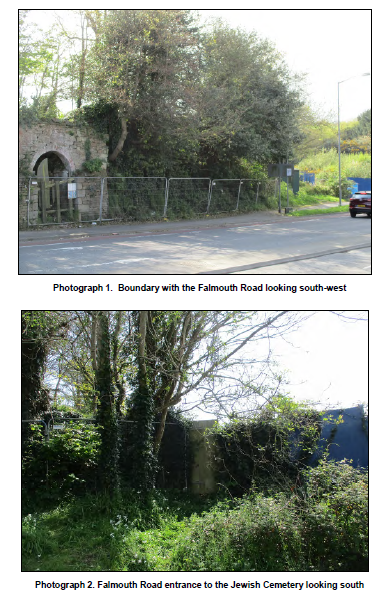 Photograph 1. Boundary with the Falmouth Road looking south-west
Photograph 2. Falmouth Road entrance to the Jewish Cemetery looking south